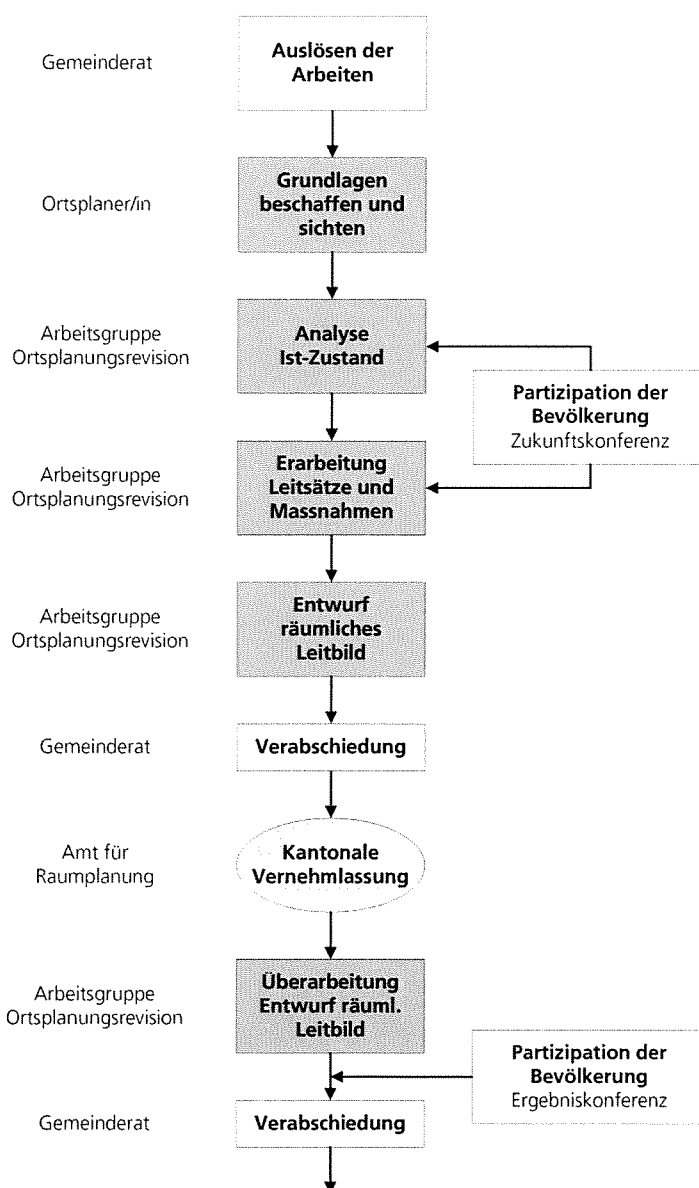 Gemeinderat
Auslösen der
Arbeiten
Ortsplaner/in
Grundlagen
beschaffen und
sichten
Arbeitsgruppe
Ortsplanungsrevision
Analyse
Ist-Zustand
Partizipation der
Bevölkerung
Zukunftskonferenz
Arbeitsgruppe
Ortsplanungsrevision
Erarbeitung
Leitsätze und
Massnahmen
Arbeitsgruppe
Ortsplanungsrevision
Entwurf
räumliches
Leitbild
Gemeinderat
Verabschiedung
Amt für
Raumplanung
Kantonale
Vernehmlassung
Arbeitsgruppe
Ortsplanungsrevision
Überarbeitung
Entwurf räuml.
Leitbild
Partizipation der
Bevölkerung
Ergebniskonferenz
Gemeinderat
Verabschiedung